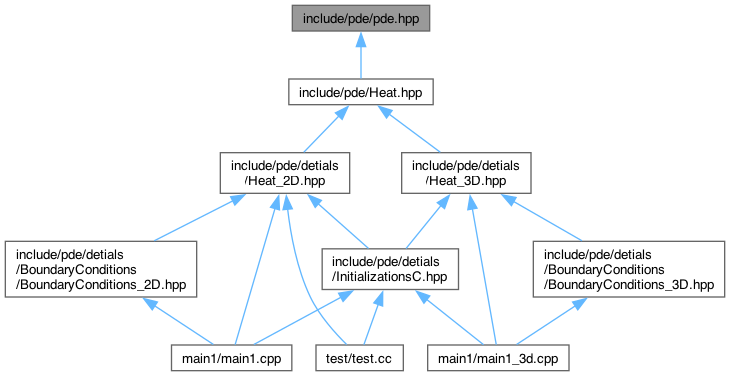 include/pde/pde.hpp
include/pde/Heat.hpp
include/pde/detials
/Heat_2D.hpp
include/pde/detials
/Heat_3D.hpp
include/pde/detials
/BoundaryConditions
/BoundaryConditions_2D.hpp
include/pde/detials
/InitializationsC.hpp
include/pde/detials
/BoundaryConditions
/BoundaryConditions_3D.hpp
main1/main1.cpp
test/test.cc
main1/main1_3d.cpp